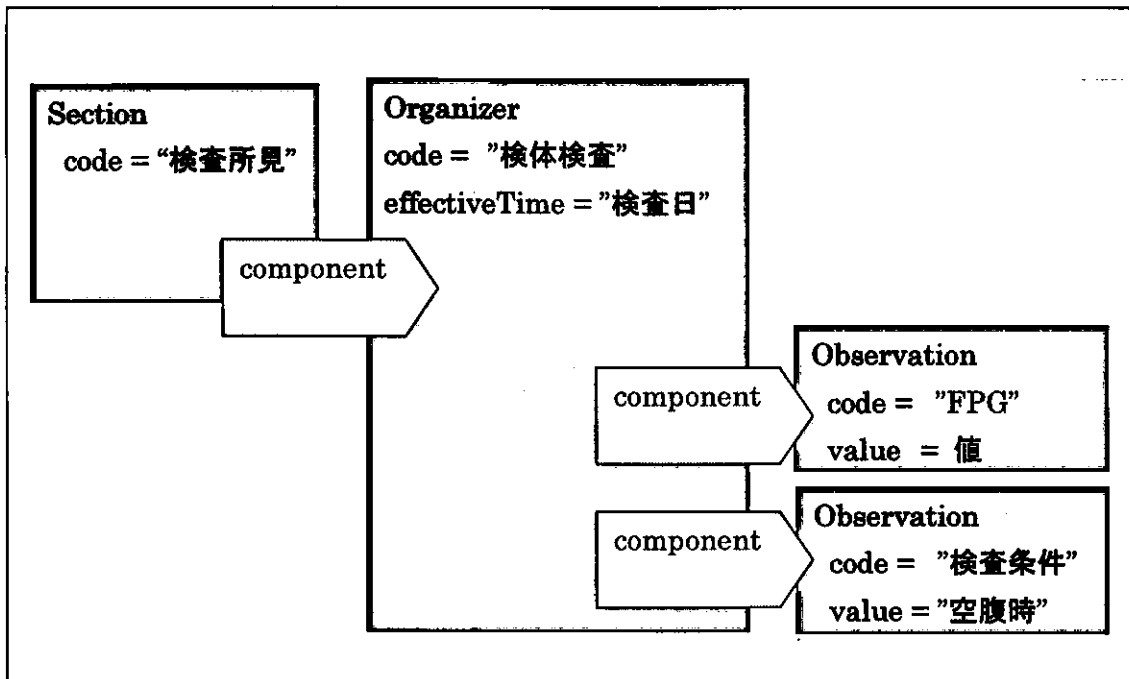 Section
code = “検査所見”
component
Organizer
code = ”検体検査”
effectiveTime = ”検査日”
component
Observation
code = ”FPG”
value = 値
component
Observation
code = ”検査条件”
value = ”空腹時”